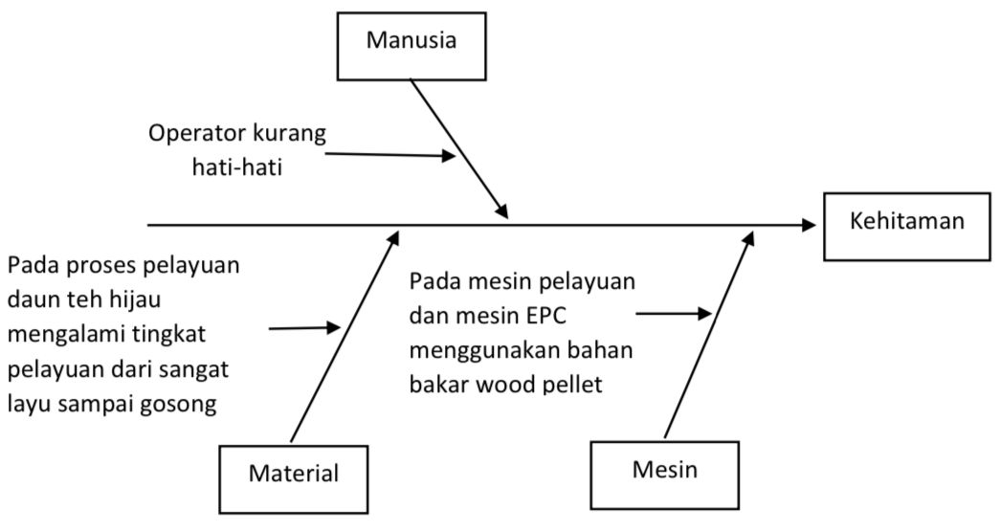 Manusia
Operator kurang
hati-hati
Kehitaman
Pada proses pelayuan
daun teh hijau
mengalami tingkat
pelayuan dari sangat
layu sampai gosong
Pada mesin pelayuan
dan mesin EPC
menggunakan bahan
bakar wood pellet
Material
Mesin